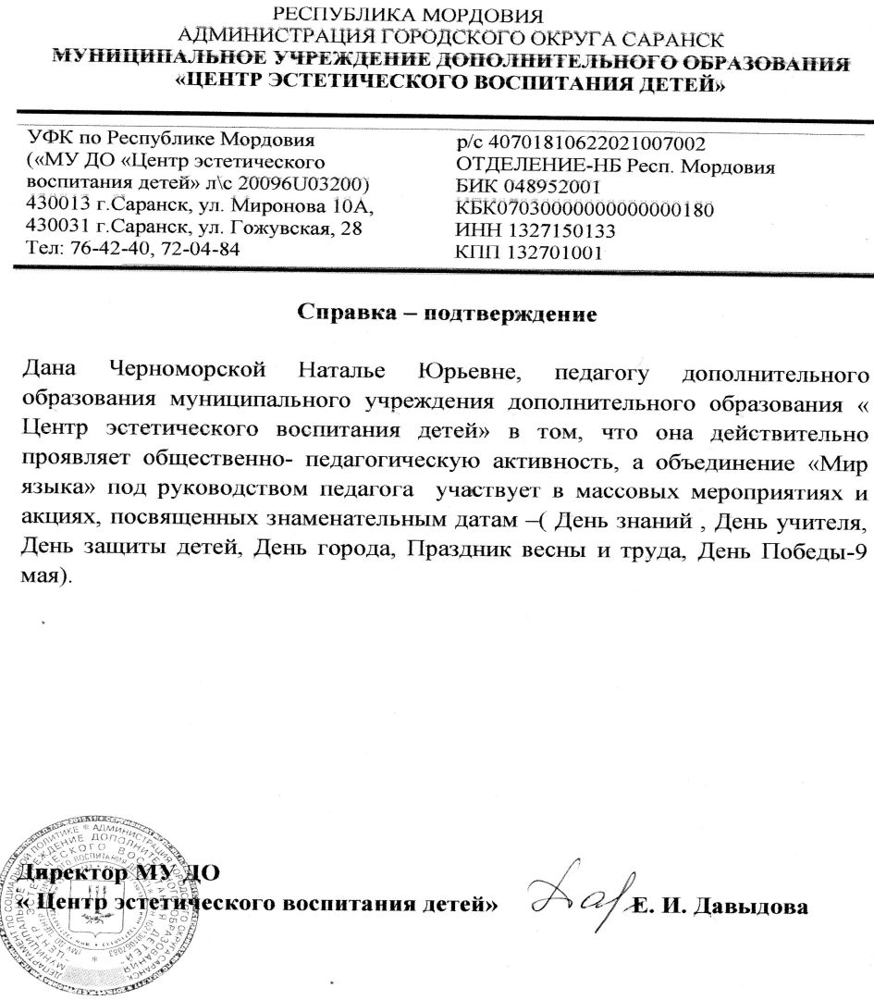 РЕСПУБЛИКА МОРДОВИЯ
АДМИНИСТРАЦИЯ ГОРОДСКОГО ОКРУГА САРАНСК
МУНИЦИПАЛЬНОЕ УЧРЕЖДЕНИЕ ДОПОЛНИТЕЛЬНОГО ОБРАЗОВАНИЯ
«ЦЕНТР ЭСТЕТИЧЕСКОГО ВОСПИТАНИЯ ДЕТЕЙ»
УФК по Республике Мордовия
(«МУ ДО «Центр эстетического
воспитания детей» л\с 20096U03200)
430013 г.Саранск, ул. Миронова 10А,
430031 г.Саранск, ул. Гожувская, 28
Тел: 76-42-40, 72-04-84
р/с 40701810622021007002
ОТДЕЛЕНИЕ-НБ Респ. Мордовия
БИК 048952001
КБК07030000000000000180
ИНН 1327150133
КПП 132701001
Справка – подтверждение
Дана Черноморской Наталье Юрьевне, педагогу дополнительного
образования муниципального учреждения дополнительного образования «
Центр эстетического воспитания детей» в том, что она действительно
проявляет общественно- педагогическую активность, а объединение «Мир
языка» под руководством педагога участвует в массовых мероприятиях и
акциях, посвященных знаменательным датам –( День знаний , День учителя,
День защиты детей, День города, Праздник весны и труда, День Победы-9
мая).
Директор МУ ДО
« Центр эстетического воспитания детей»
Е. И. Давыдова